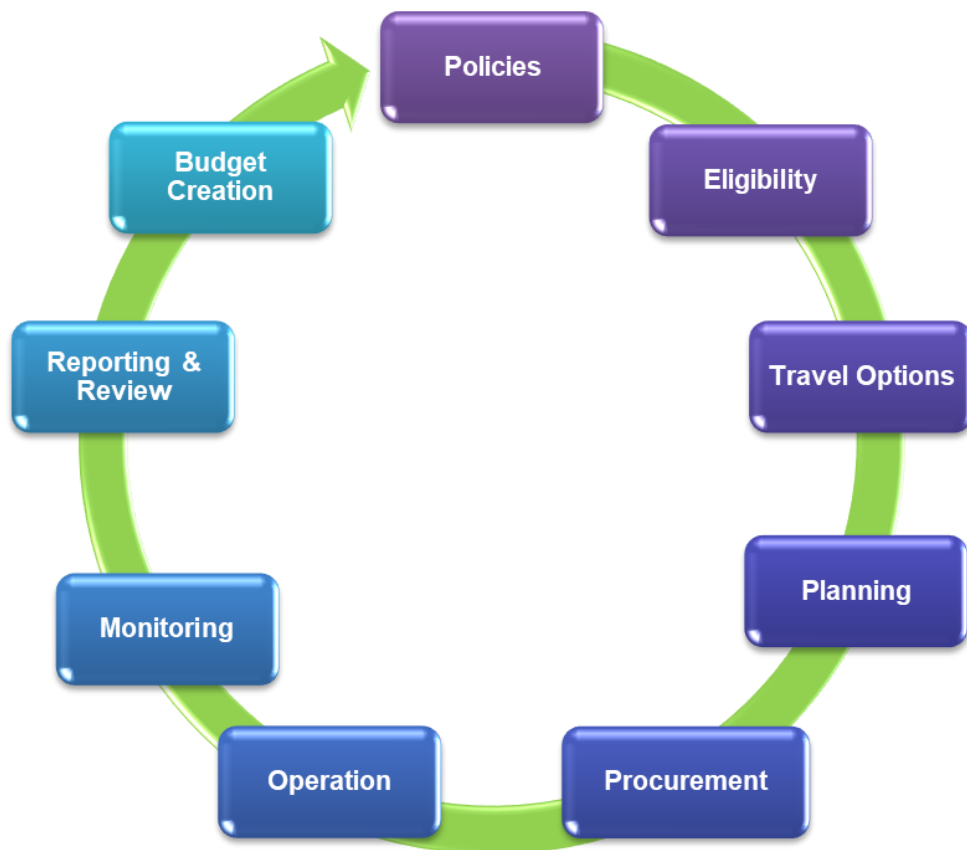 Policies
Eligibility
Travel Options
Planning
Procurement
Operation
Monitoring
Reporting &
Review
Budget
Creation